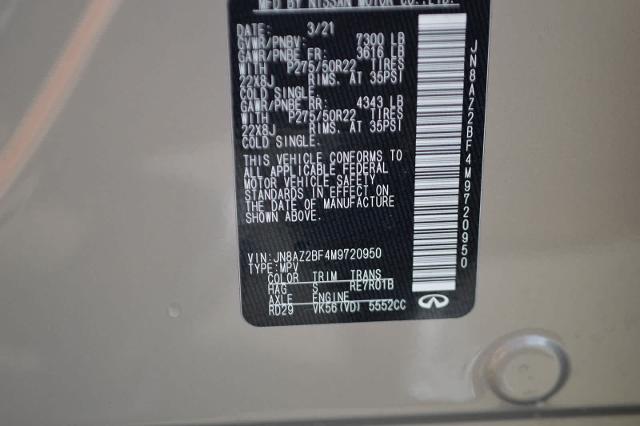 MFD BY NISSAN MOTOR CO.,LTD.
DATE: 3/21
GVWR/PNBV: 7300 LB
GAWR/PNBE FR: 3616 LB
WITH P275/50R22 TIRES
22X8J RIMS, AT 35PSI
COLD SINGLE.
GAWR/PNBE RR: 4343 LB
WITH P275/50R22 TIRES
22X8J RIMS, AT 35PSI
COLD SINGLE.
THIS VEHICLE CONFORMS TO
ALL APPLICABLE FEDERAL
MOTOR VEHICLE SAFETY
STANDARDS IN EFFECT ON
THE DATE OF MANUFACTURE
SHOWN ABOVE.
VIN:JN8AZ2BF4M9720950
TYPE:MPV
COLOR TRIM TRANS
HAG S RE7R01B
AXLE ENGINE
RD29 VK56(VD) 5552CC
JN8AZ2BF4M9720950